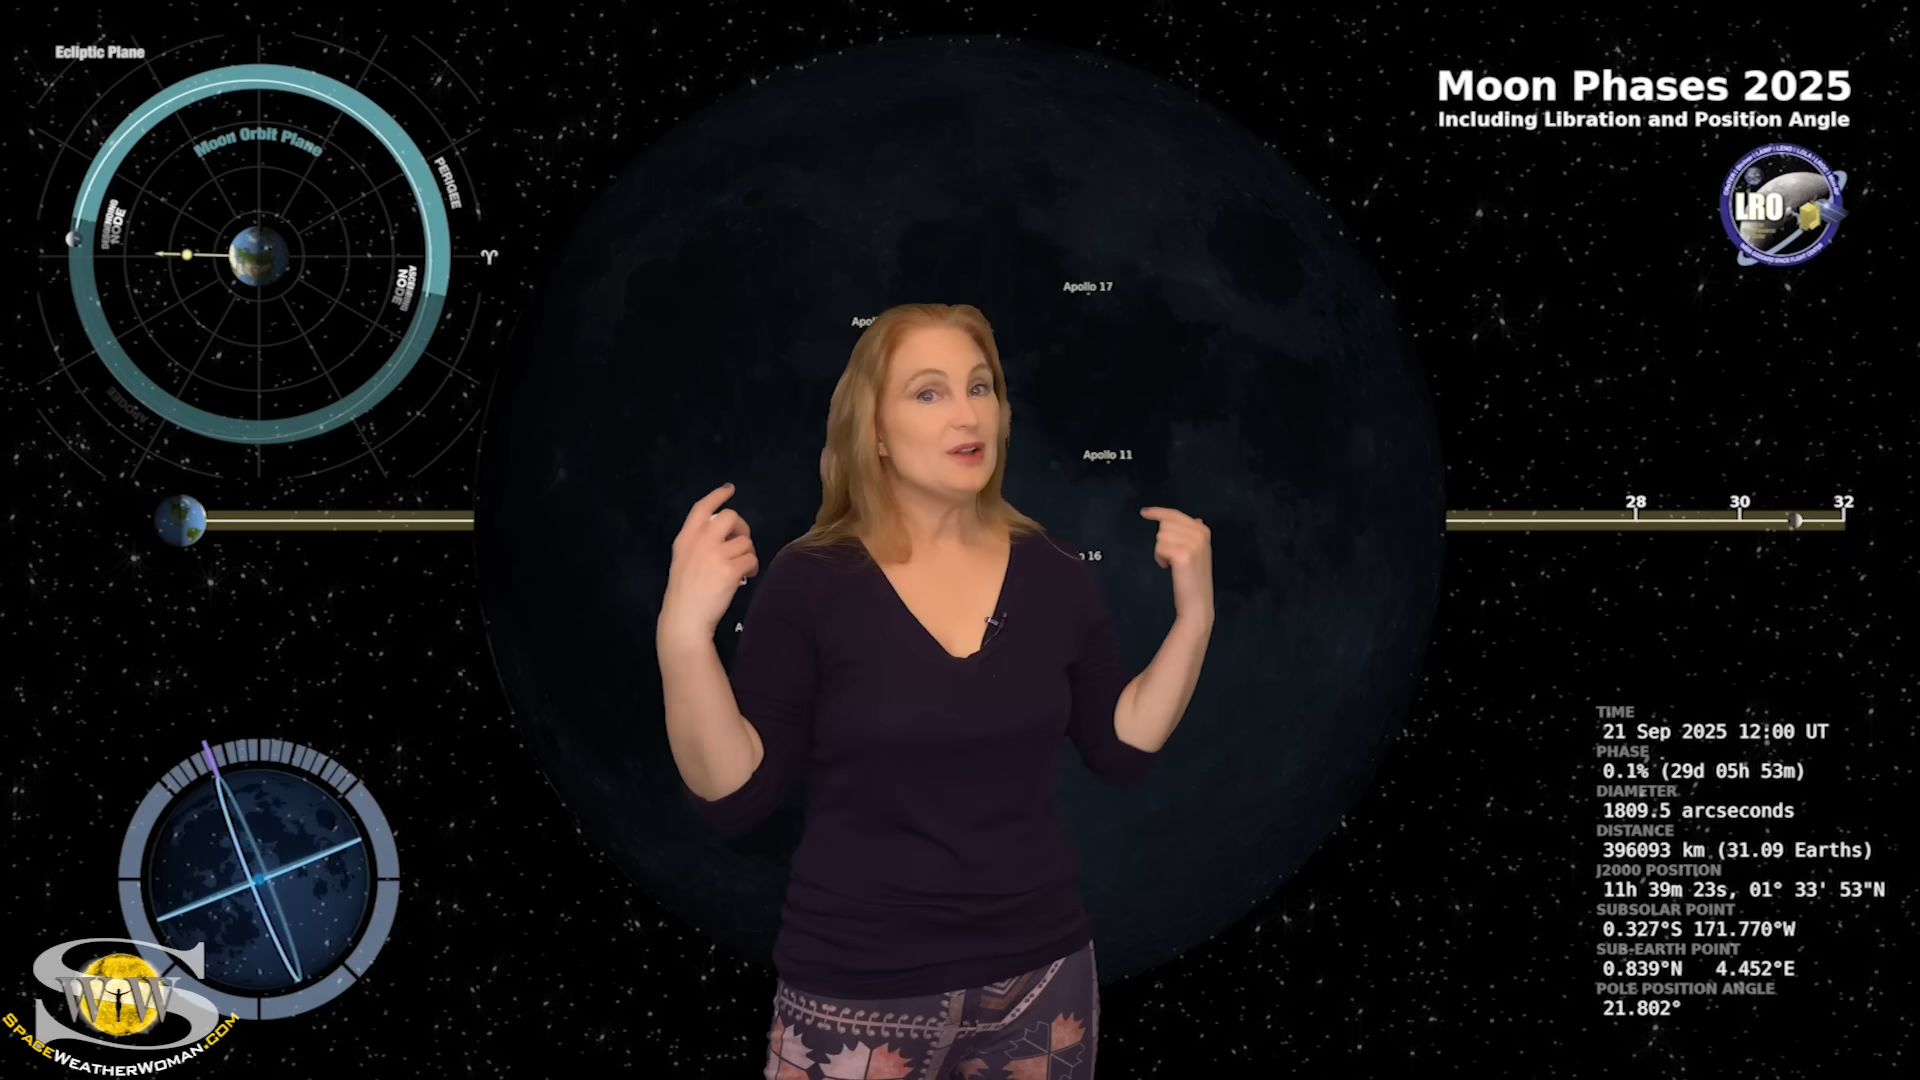 Ecliptic Plane
Moon Orbit Plane
PERIGEE
NODE
NODE
APOGEE
Moon Phases 2025
Including Libration and Position Angle
LRO
Apollo 17
Apollo 11
16
28 30 32
TIME
21 Sep 2025 12:00 UT
PHASE
0.1% (29d 05h 53m)
DIAMETER
1809.5 arcseconds
DISTANCE
396093 km (31.09 Earths)
J2000 POSITION
11h 39m 23s, 01° 33' 53"N
SUBSOLAR POINT
0.327°S 171.770°W
SUB-EARTH POINT
0.839°N 4.452°E
POLE POSITION ANGLE
21.802°
SWW
SPACEWEATHERWOMAN.COM